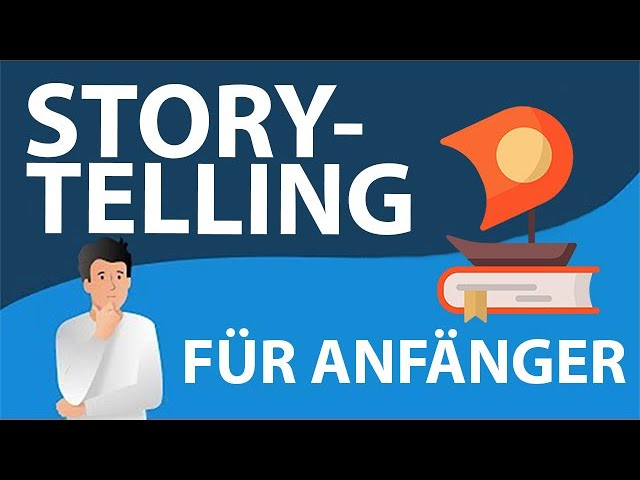 STORY-
TELLING
FÜR ANFÄNGER